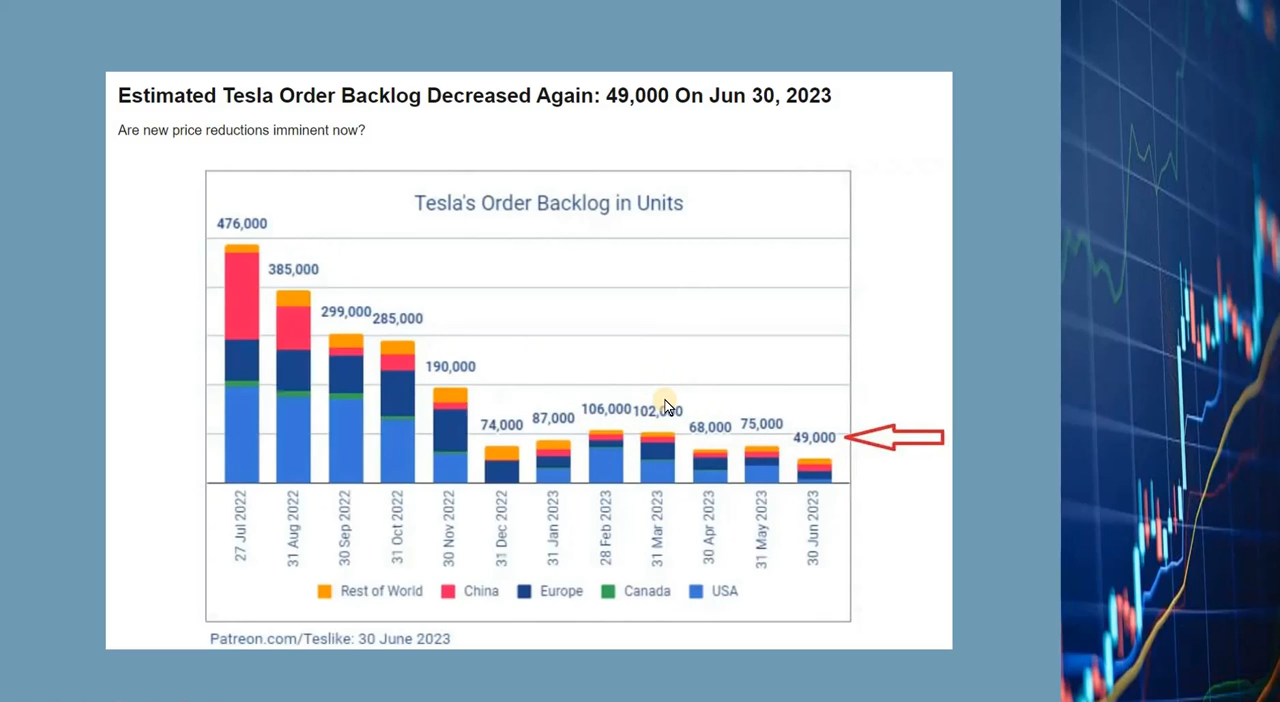 Estimated Tesla Order Backlog Decreased Again: 49,000 On Jun 30, 2023
Are new price reductions imminent now?
Tesla's Order Backlog in Units
476,000
385,000
299,000
285,000
190,000
74,000
87,000
106,000
102,000
68,000
75,000
49,000
27 Jul 2022
31 Aug 2022
30 Sep 2022
31 Oct 2022
30 Nov 2022
31 Dec 2022
31 Jan 2023
28 Feb 2023
31 Mar 2023
30 Apr 2023
31 May 2023
30 Jun 2023
Rest of World China Europe Canada USA
Patreon.com/Teslike: 30 June 2023